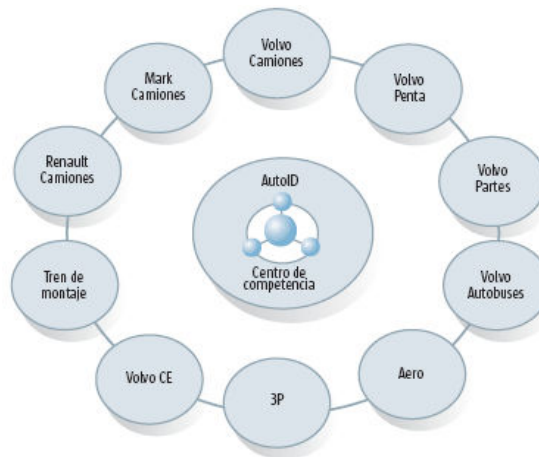 Volvo
Camiones
Volvo
Penta
Volvo
Partes
Volvo
Autobuses
Aero
3P
Volvo CE
Tren de
montaje
Renault
Camiones
Mark
Camiones
AutoID
Centro de
competencia